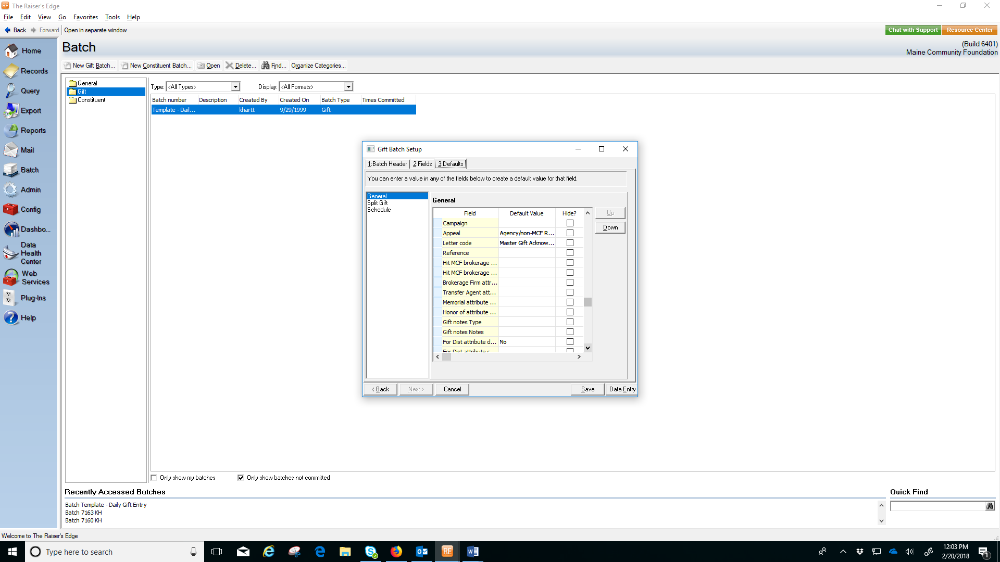 The Raiser's Edge
File Edit View Go Favorites Tools Help
Back Forward Open in separate window
Chat with Support Resource Center
Batch
(Build 6401)
Maine Community Foundation
New Gift Batch... New Constituent Batch... Open Delete... Find... Organize Categories...
Home
Records
Query
Export
Reports
Mail
Batch
Admin
Config
Dashbo...
Data
Health
Center
Web
Services
Plug-Ins
Help
General
Gift
Constituent
Type: <All Types> Display: <All Formats>
Batch number Description Created By Created On Batch Type Times Committed
Template - Dail... khartt 9/29/1999 Gift
Gift Batch Setup
1:Batch Header 2:Fields 3:Defaults
You can enter a value in any of the fields below to create a default value for that field.
General
Split Gift
Schedule
General
Field Default Value Hide?
Campaign
Appeal Agency/non-MCF R...
Letter code Master Gift Acknow...
Reference
Hit MCF brokerage ...
Hit MCF brokerage ...
Brokerage Firm attr...
Transfer Agent att...
Memorial attribute ...
Honor of attribute ...
Gift notes Type
Gift notes Notes
For Dist attribute d... No
For Dist attribute c...
Up
Down
< Back Next > Cancel Save Data Entry
Only show my batches Only show batches not committed
Recently Accessed Batches
Batch Template - Daily Gift Entry
Batch 7163 KH
Batch 7160 KH
Quick Find
Welcome to The Raiser's Edge
Type here to search
12:03 PM
2/20/2018
1